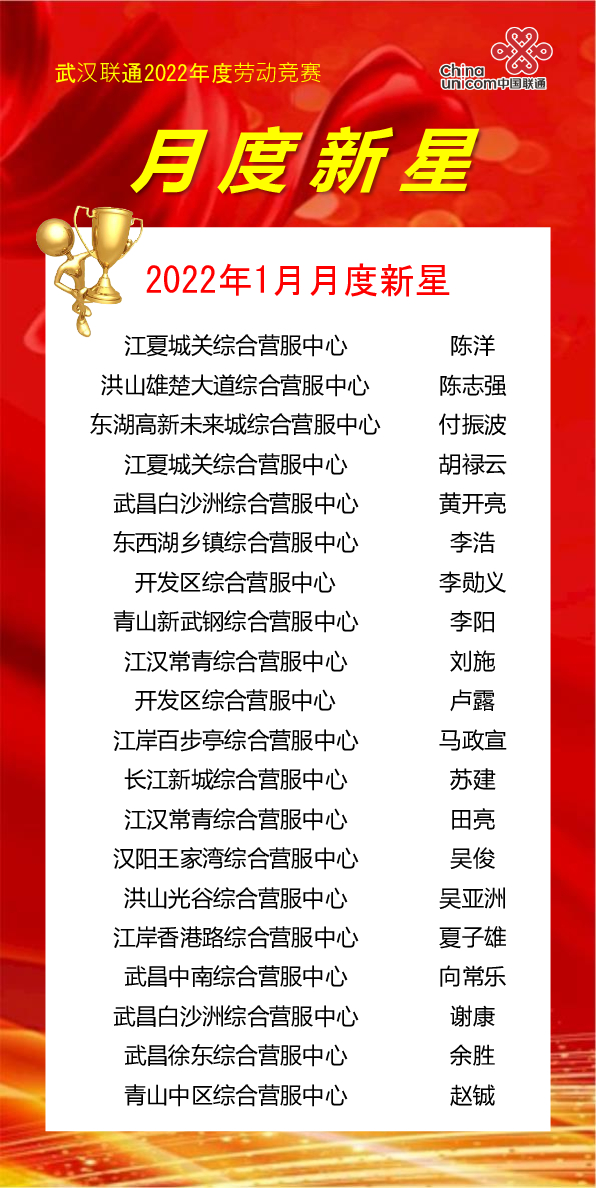 武汉联通2022年度劳动竞赛
China
unicom中国联通
月度新星
2022年1月月度新星
江夏城关综合营服中心 陈洋
洪山雄楚大道综合营服中心 陈志强
东湖高新未来城综合营服中心 付振波
江夏城关综合营服中心 胡禄云
武昌白沙洲综合营服中心 黄开亮
东西湖乡镇综合营服中心 李浩
开发区综合营服中心 李勋义
青山新武钢综合营服中心 李阳
江汉常青综合营服中心 刘施
开发区综合营服中心 卢露
江岸百步亭综合营服中心 马政宣
长江新城综合营服中心 苏建
江汉常青综合营服中心 田亮
汉阳王家湾综合营服中心 吴俊
洪山光谷综合营服中心 吴亚洲
江岸香港路综合营服中心 夏子雄
武昌中南综合营服中心 向常乐
武昌白沙洲综合营服中心 谢康
武昌徐东综合营服中心 余胜
青山中区综合营服中心 赵铖